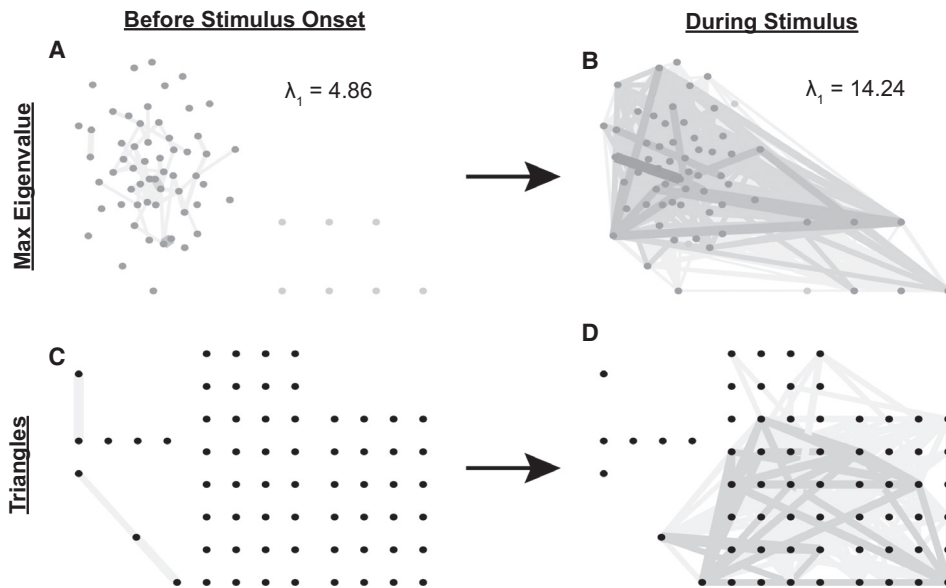 Before Stimulus Onset
During Stimulus
A
B
λ1 = 4.86
λ1 = 14.24
Max Eigenvalue
C
D
Triangles